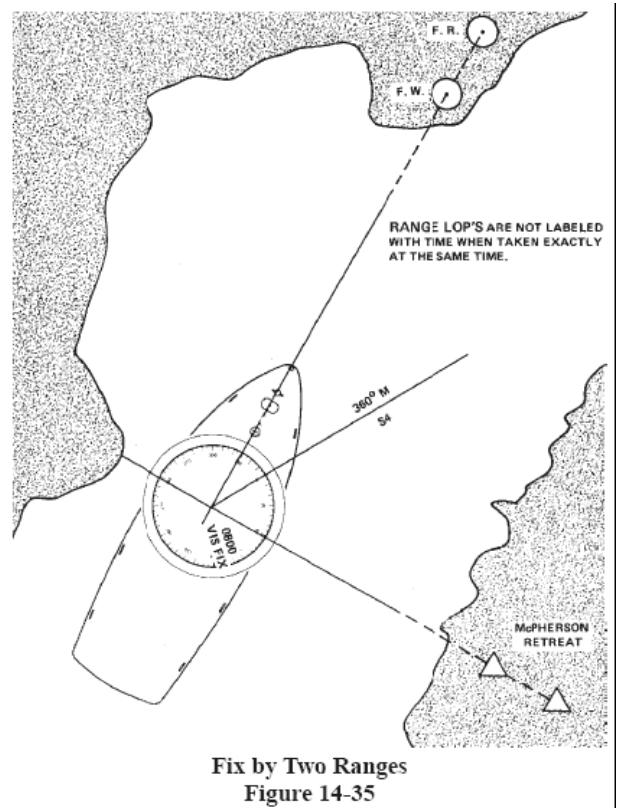 F. R.
F. W.
RANGE LOP'S ARE NOT LABELED
WITH TIME WHEN TAKEN EXACTLY
AT THE SAME TIME.
360° M
S4
0800
VIS FIX
McPHERSON
RETREAT
Fix by Two Ranges
Figure 14-35